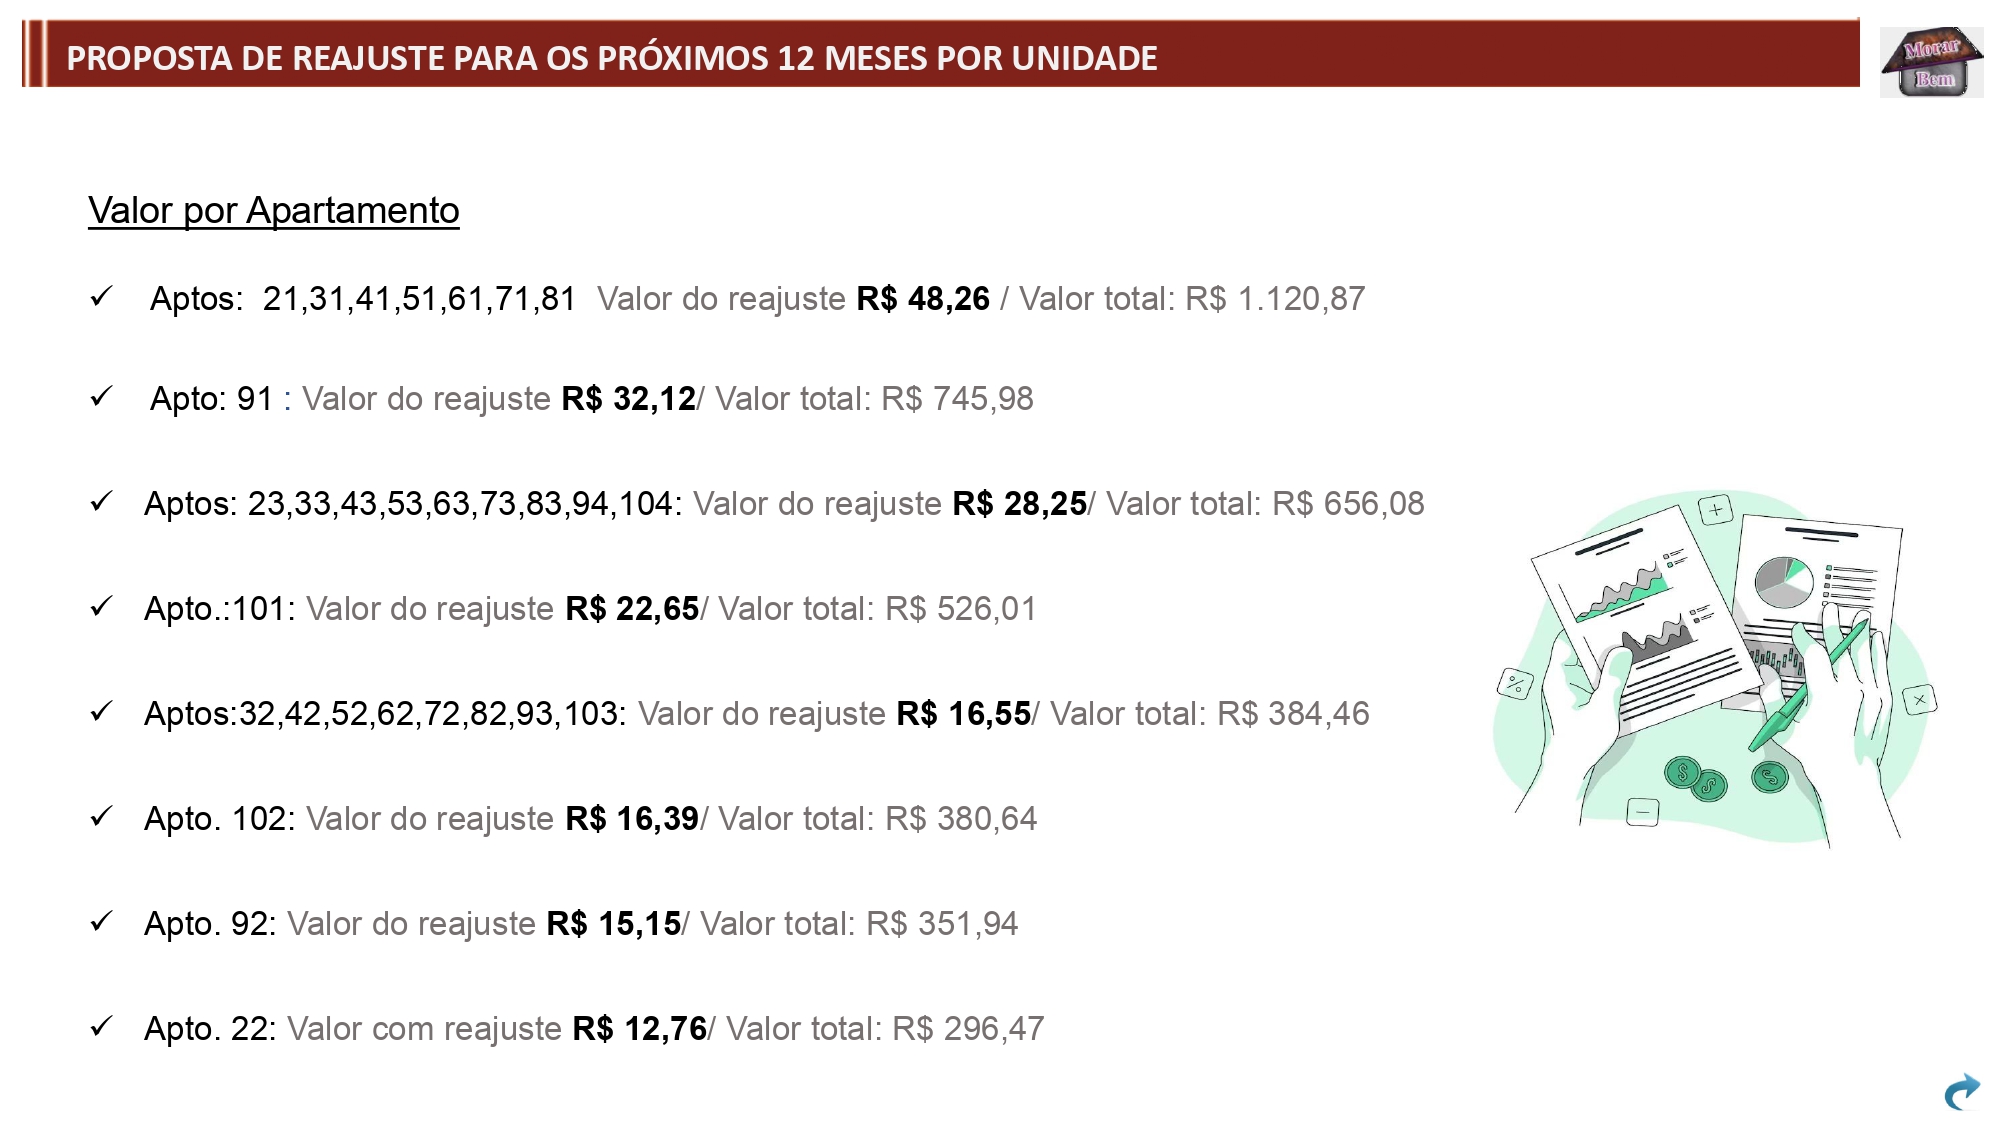 PROPOSTA DE REAJUSTE PARA OS PRÓXIMOS 12 MESES POR UNIDADE
Morar
Bem
Valor por Apartamento
✓ Aptos: 21,31,41,51,61,71,81 Valor do reajuste R$ 48,26 / Valor total: R$ 1.120,87
✓ Apto: 91 : Valor do reajuste R$ 32,12/ Valor total: R$ 745,98
✓ Aptos: 23,33,43,53,63,73,83,94,104: Valor do reajuste R$ 28,25/ Valor total: R$ 656,08
✓ Apto.:101: Valor do reajuste R$ 22,65/ Valor total: R$ 526,01
✓ Aptos:32,42,52,62,72,82,93,103: Valor do reajuste R$ 16,55/ Valor total: R$ 384,46
✓ Apto. 102: Valor do reajuste R$ 16,39/ Valor total: R$ 380,64
✓ Apto. 92: Valor do reajuste R$ 15,15/ Valor total: R$ 351,94
✓ Apto. 22: Valor com reajuste R$ 12,76/ Valor total: R$ 296,47